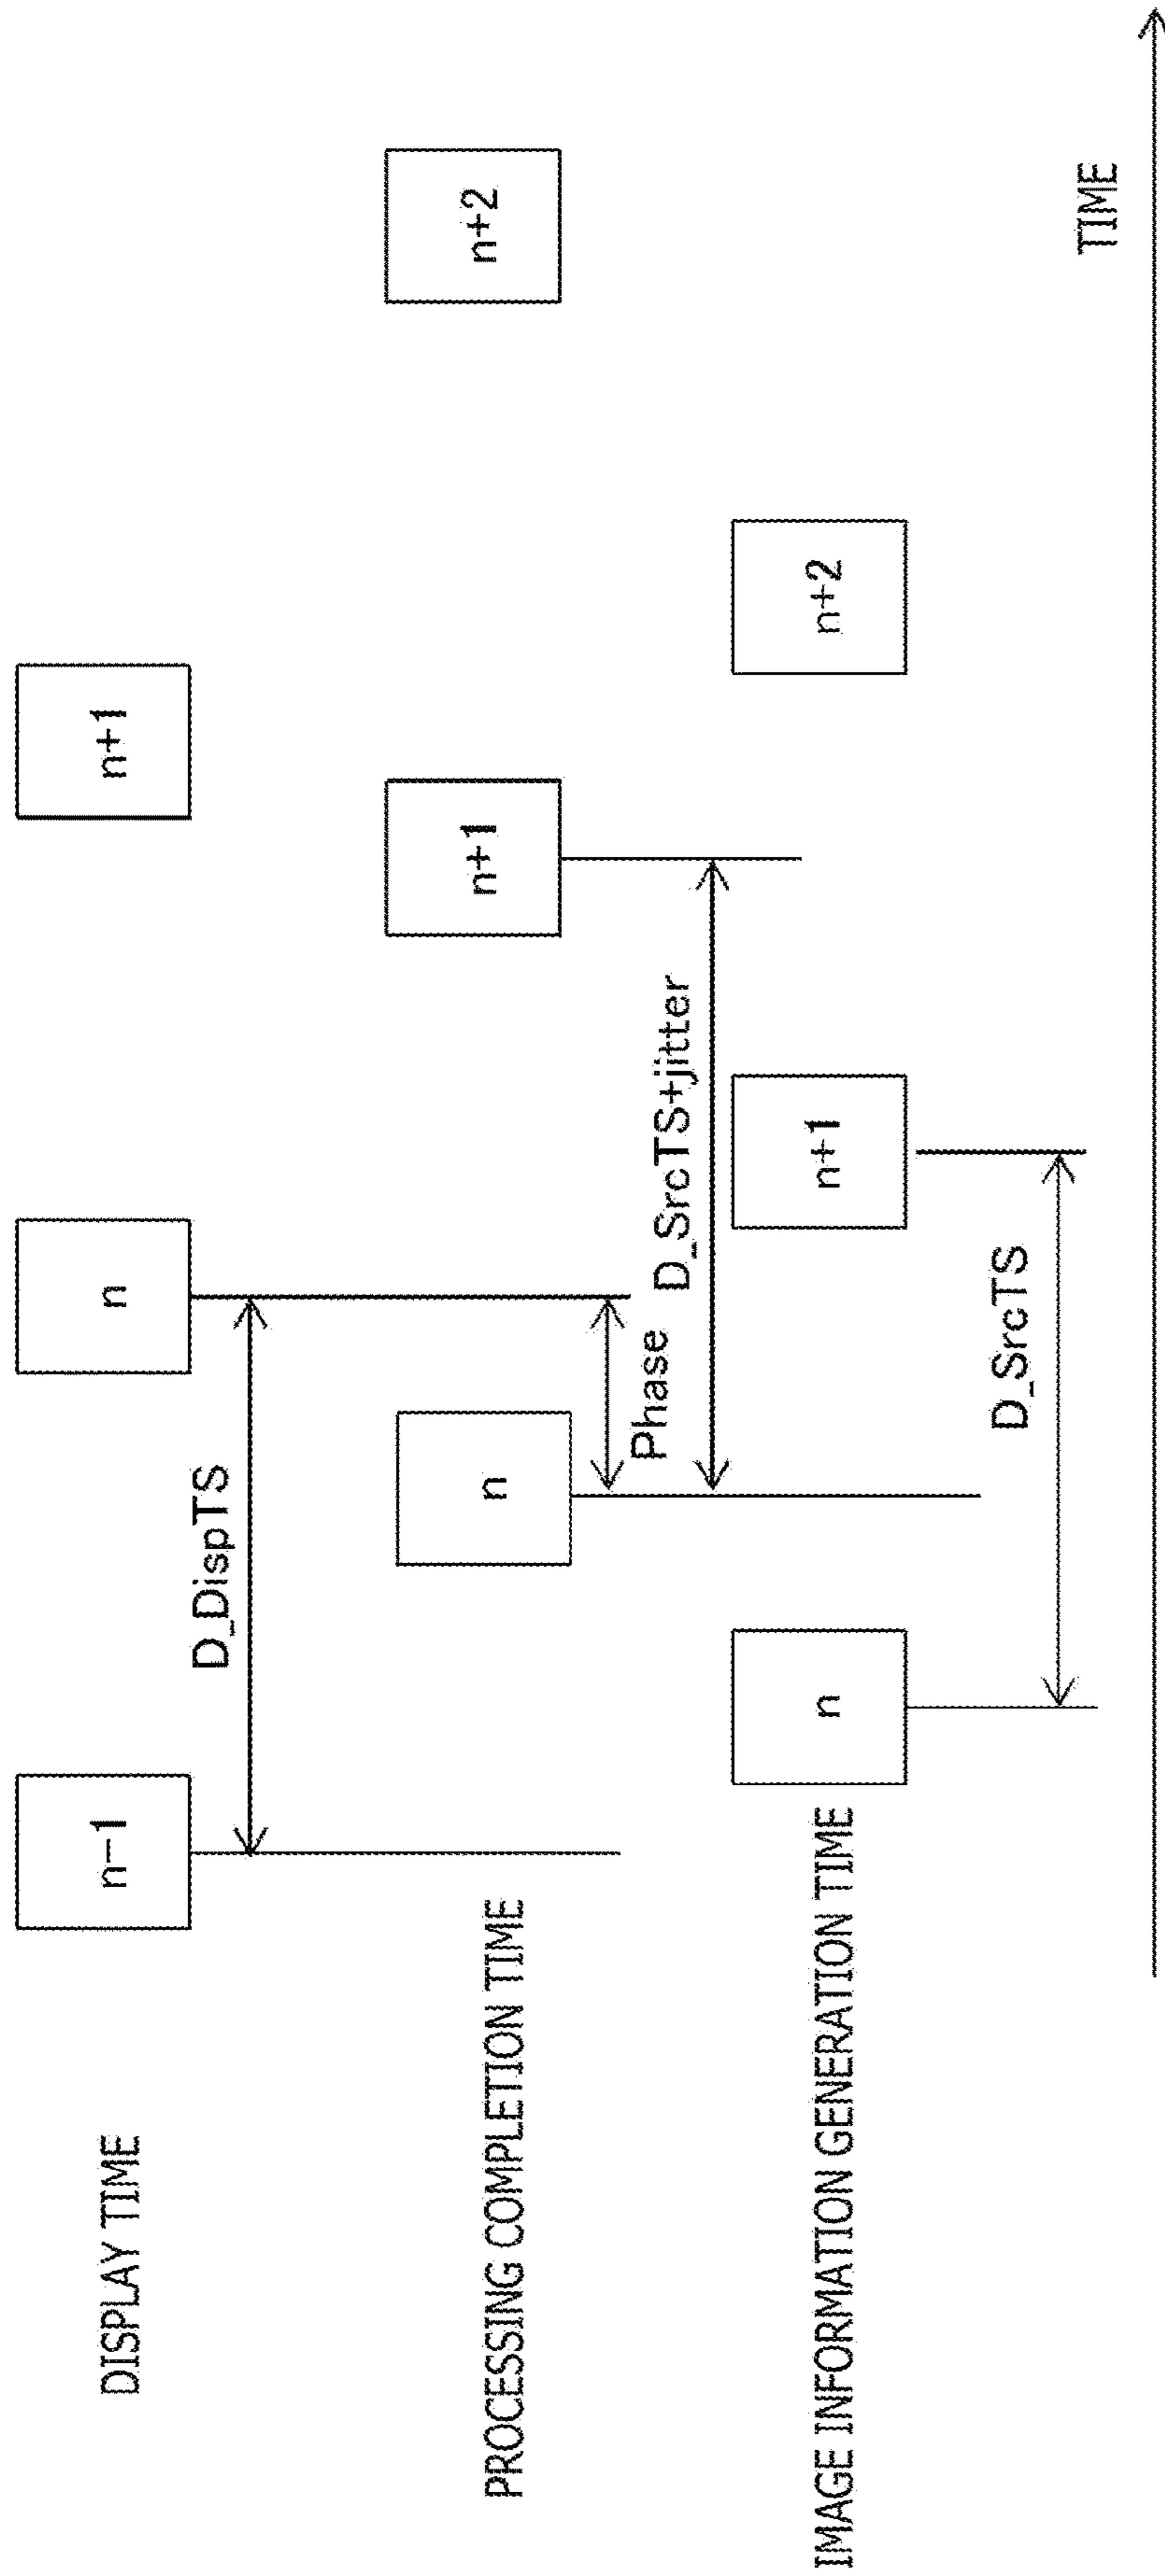 DISPLAY TIME
n−1
n
n+1
D_DispTS
PROCESSING COMPLETION TIME
n
n+1
n+2
Phase
D_SrcTS+jitter
IMAGE INFORMATION GENERATION TIME
n
n+1
n+2
D_SrcTS
TIME